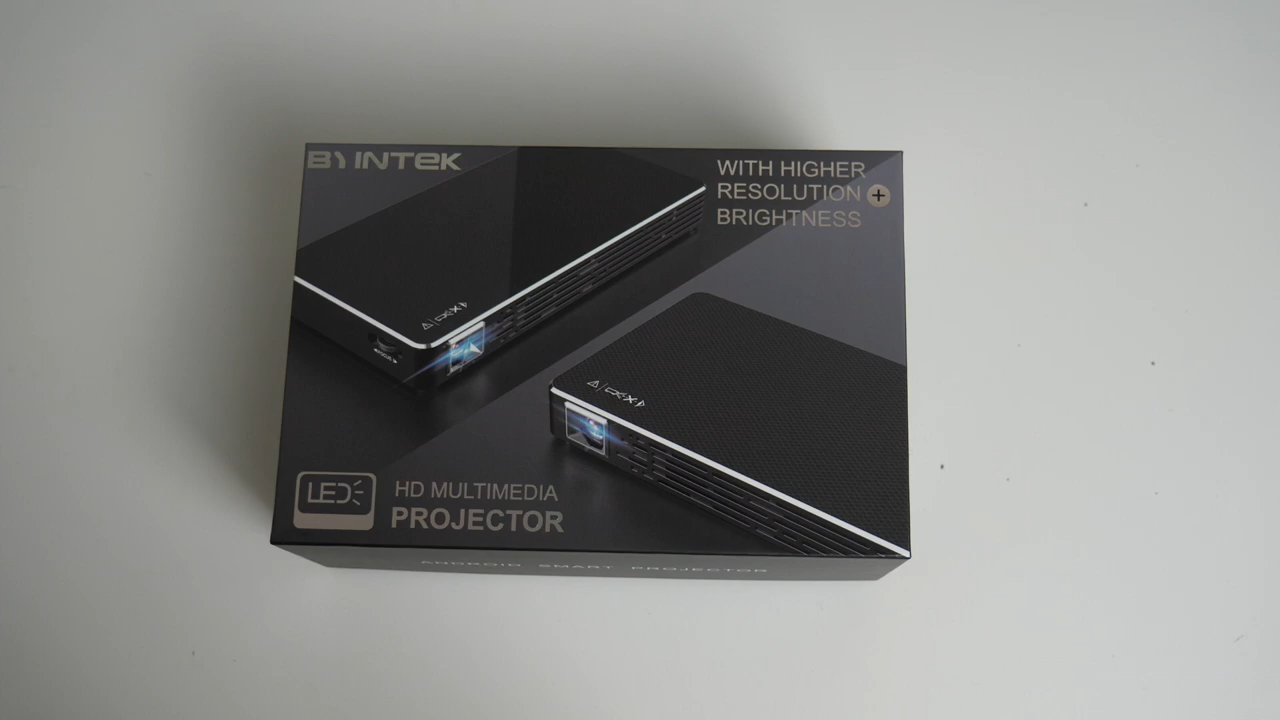 BYINTEK
WITH HIGHER
RESOLUTION +
BRIGHTNESS
LED
HD MULTIMEDIA
PROJECTOR
ANDROID SMART PROJECTOR